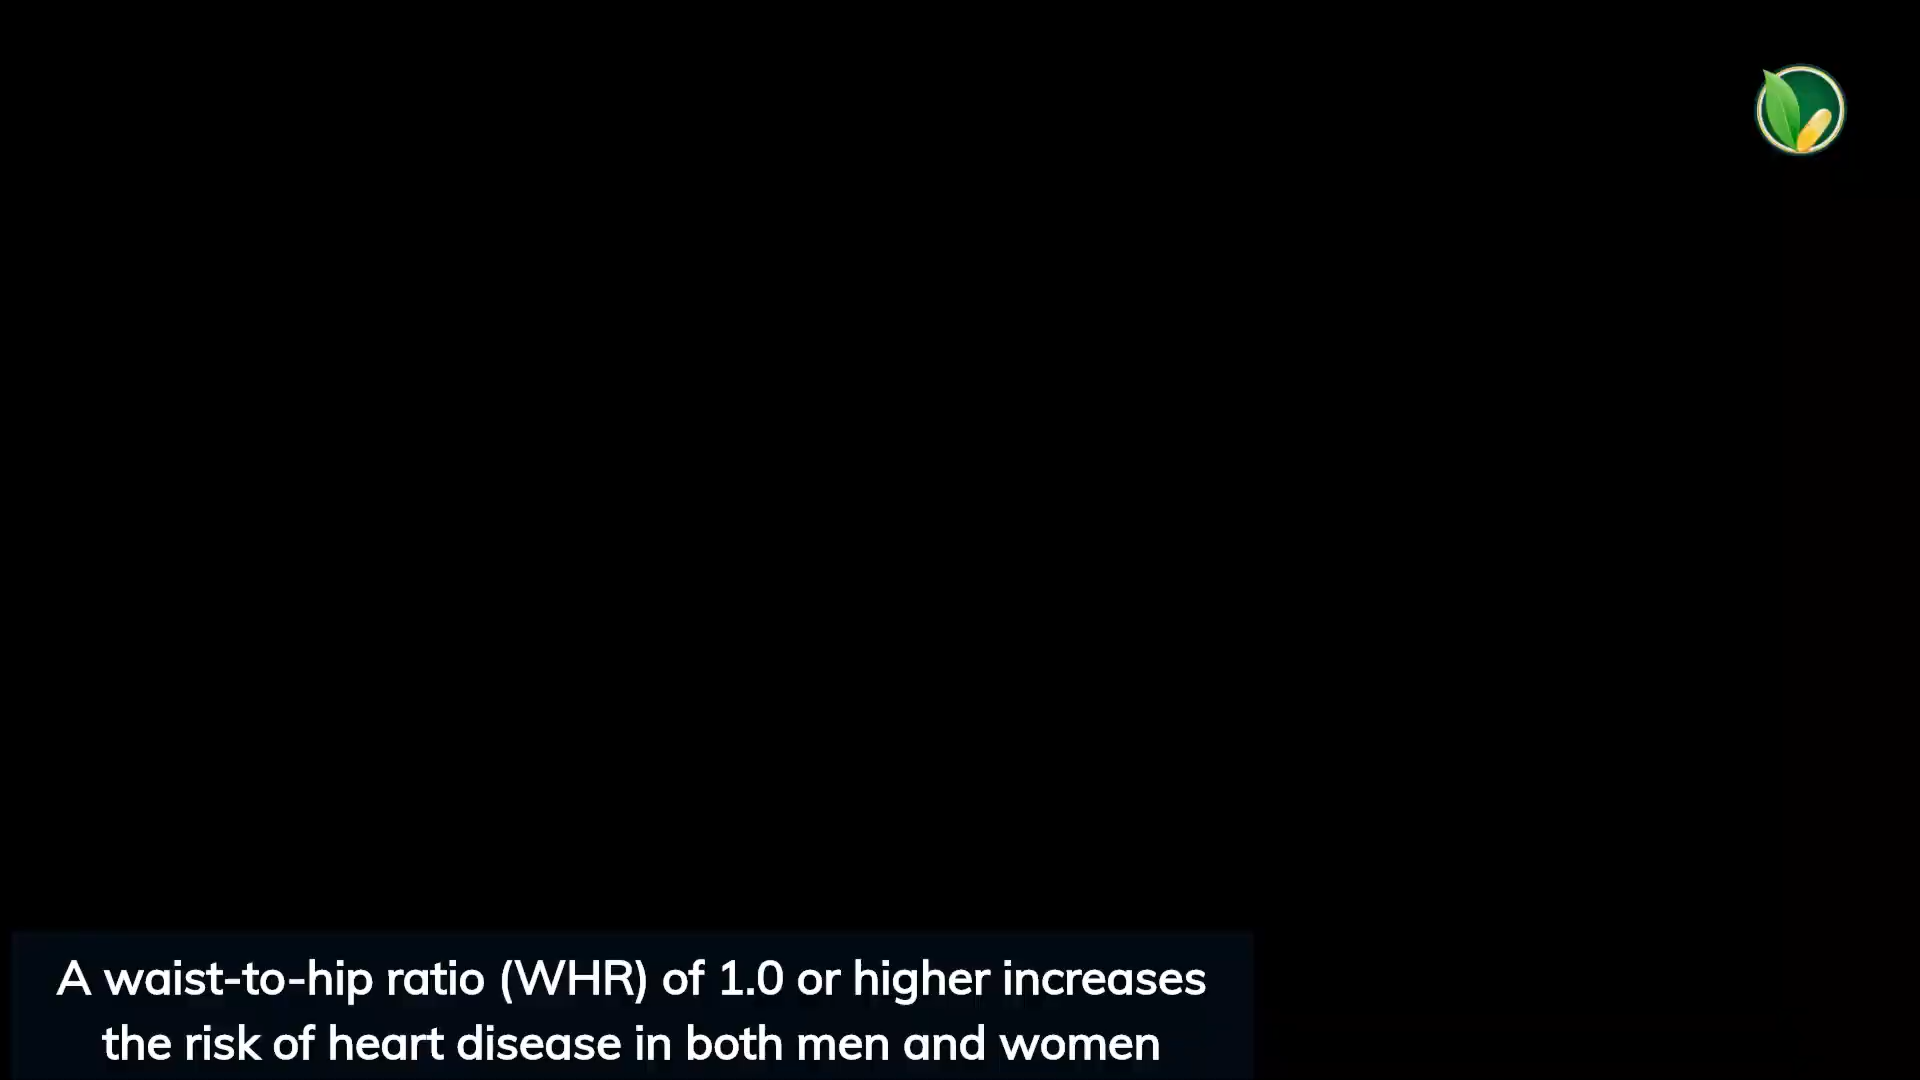 A waist-to-hip ratio (WHR) of 1.0 or higher increases
the risk of heart disease in both men and women